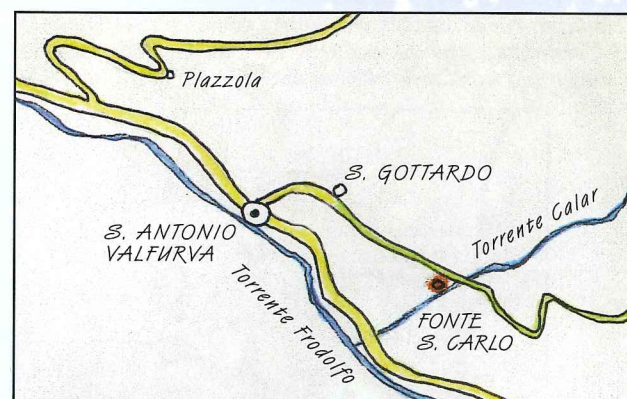 Plazzola
S. GOTTARDO
Torrente Calar
S. ANTONIO
VALFURVA
Torrente Frodolfo
FONTE
S. CARLO